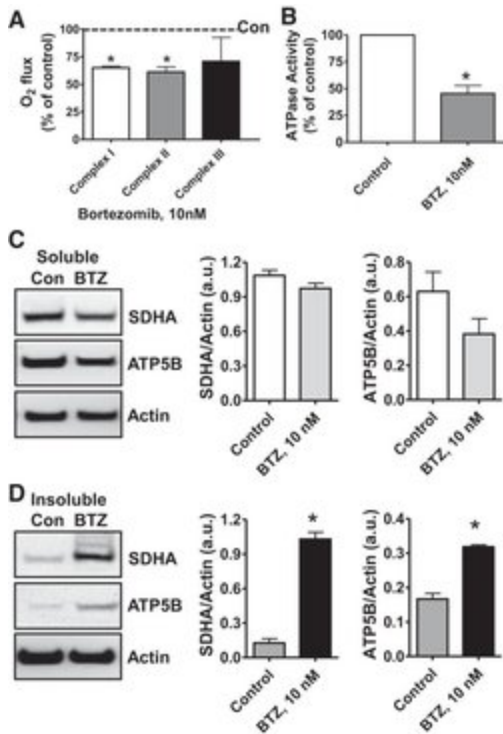 A
Con
O2 flux
(% of control)
100
75
50
25
0
Complex I
Complex II
Complex III
*
*
Bortezomib, 10nM
B
ATPase Activity
(% of control)
100
75
50
25
0
*
Control
BTZ, 10nM
C
Soluble
Con BTZ
SDHA
ATP5B
Actin
SDHA/Actin (a.u.)
1.2
0.9
0.6
0.3
0.0
Control
BTZ, 10 nM
ATP5B/Actin (a.u.)
0.8
0.6
0.4
0.2
0.0
Control
BTZ, 10 nM
D
Insoluble
Con BTZ
SDHA
ATP5B
Actin
SDHA/Actin (a.u.)
1.2
0.9
0.6
0.3
0.0
*
Control
BTZ, 10 nM
ATP5B/Actin (a.u.)
0.4
0.3
0.2
0.1
0.0
*
Control
BTZ, 10 nM